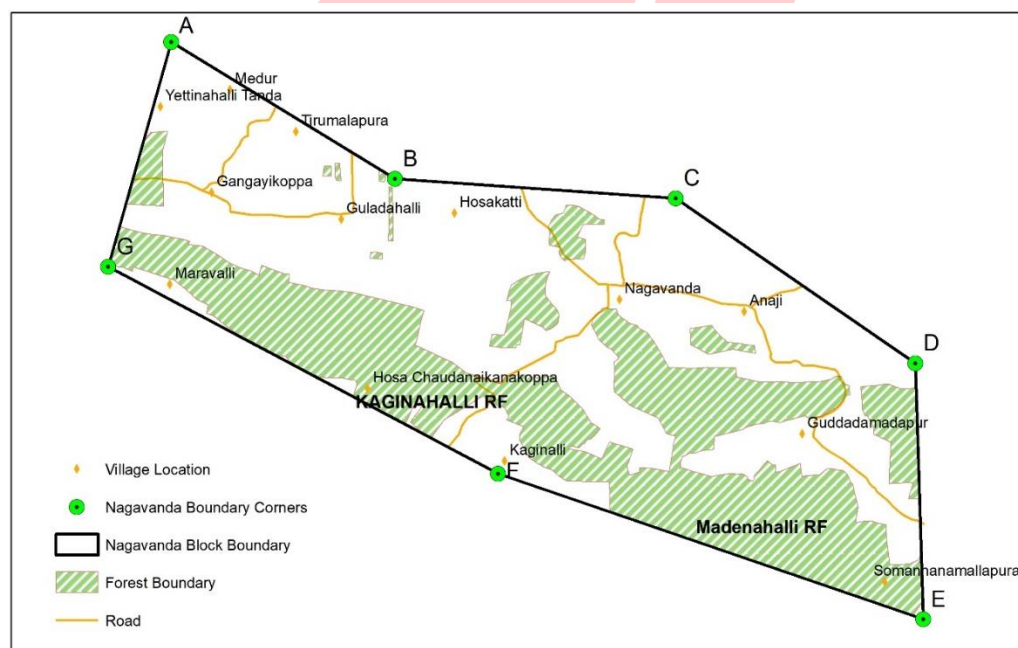 A
Medur
Yettinahalli Tanda
Tirumalapura
B
Gangayikoppa
C
Hosakatti
Guladahalli
G
Maravalli
Nagavanda
Anaji
D
Hosa Chaudanaikanakoppa
KAGINAHALLI RF
Guddadamadapur
Kaginalli
F
Village Location
Nagavanda Boundary Corners
Madenahalli RF
Nagavanda Block Boundary
Forest Boundary
Somanhanamallapura
Road
E